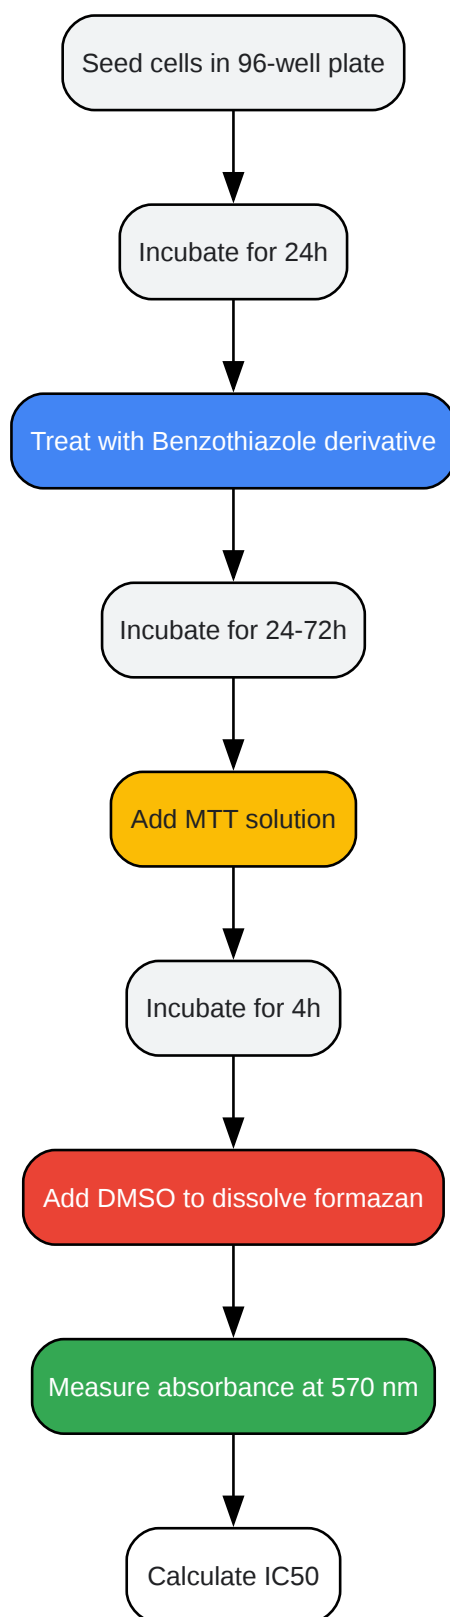 Seed cells in 96-well plate
Incubate for 24h
Treat with Benzothiazole derivative
Incubate for 24-72h
Add MTT solution
Incubate for 4h
Add DMSO to dissolve formazan
Measure absorbance at 570 nm
Calculate IC50